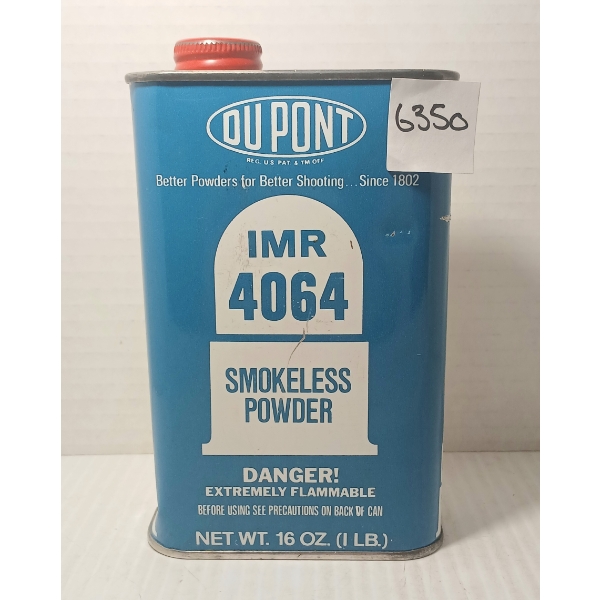 DU PONT
REG. U.S. PAT. & TM OFF.
6350
Better Powders for Better Shooting... Since 1802
IMR
4064
SMOKELESS
POWDER
DANGER!
EXTREMELY FLAMMABLE
BEFORE USING SEE PRECAUTIONS ON BACK OF CAN
NET WT. 16 OZ. (1 LB.)